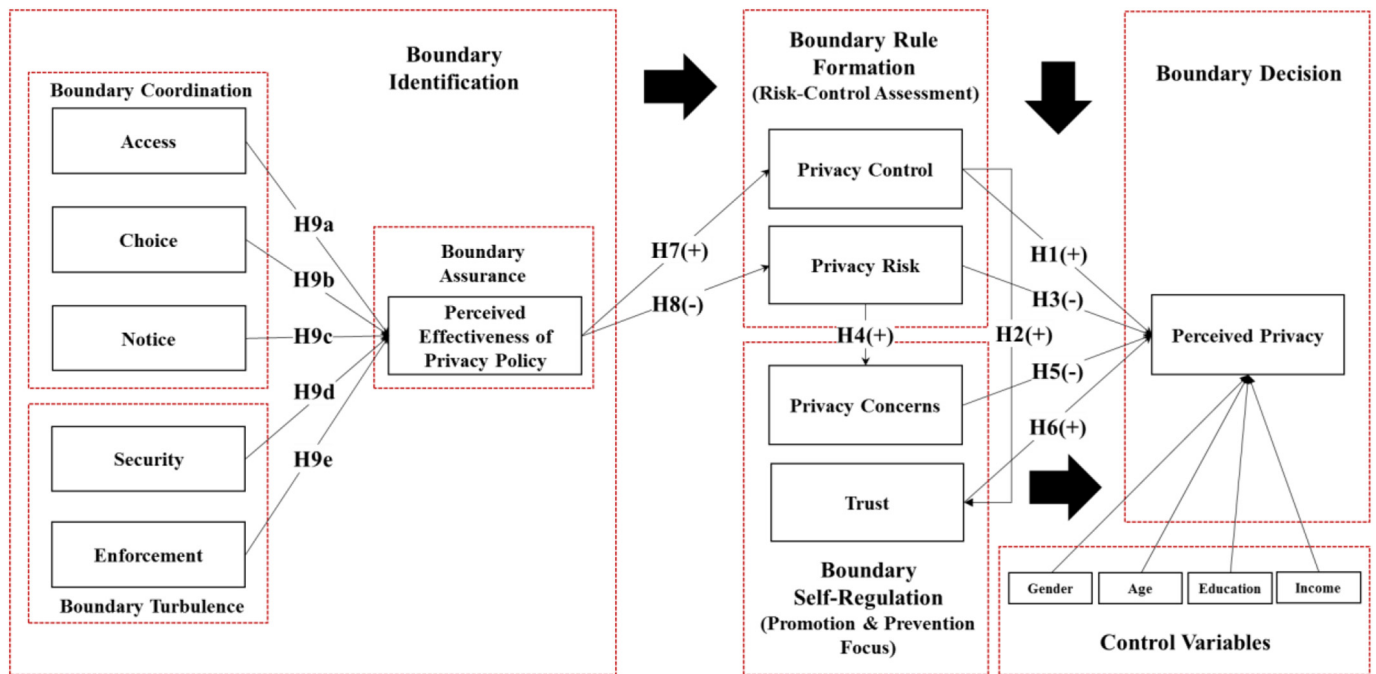 Boundary
Identification
Boundary Coordination
Access
Choice
Notice
Security
Enforcement
Boundary Turbulence
H9a
H9b
H9c
H9d
H9e
Boundary
Assurance
Perceived
Effectiveness of
Privacy Policy
H7(+)
H8(-)
Boundary Rule
Formation
(Risk-Control Assessment)
Privacy Control
Privacy Risk
H4(+)
H2(+)
Privacy Concerns
Trust
Boundary
Self-Regulation
(Promotion & Prevention
Focus)
H1(+)
H3(-)
H5(-)
H6(+)
Boundary Decision
Perceived Privacy
Gender
Age
Education
Income
Control Variables